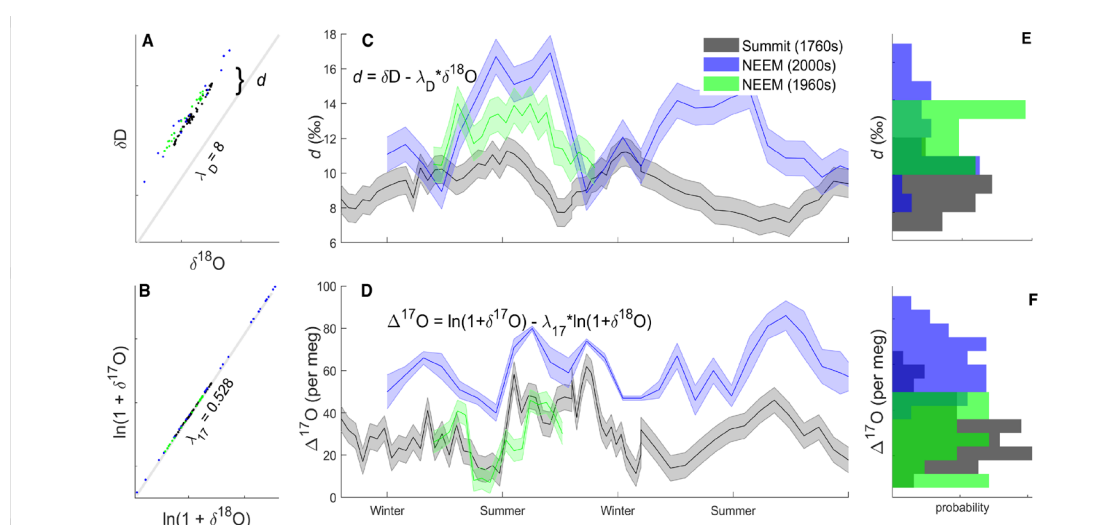 A
d
δD
λD = 8
δ18O
B
ln(1 + δ17O)
λ17 = 0.528
ln(1 + δ18O)
C
d = δD - λD*δ18O
Summit (1760s)
NEEM (2000s)
NEEM (1960s)
d (‰)
18
16
14
12
10
8
6
D
Δ17O = ln(1+δ17O) - λ17*ln(1+δ18O)
Δ17O (per meg)
100
80
60
40
20
0
Winter Summer Winter Summer
E
d (‰)
F
Δ17O (per meg)
probability